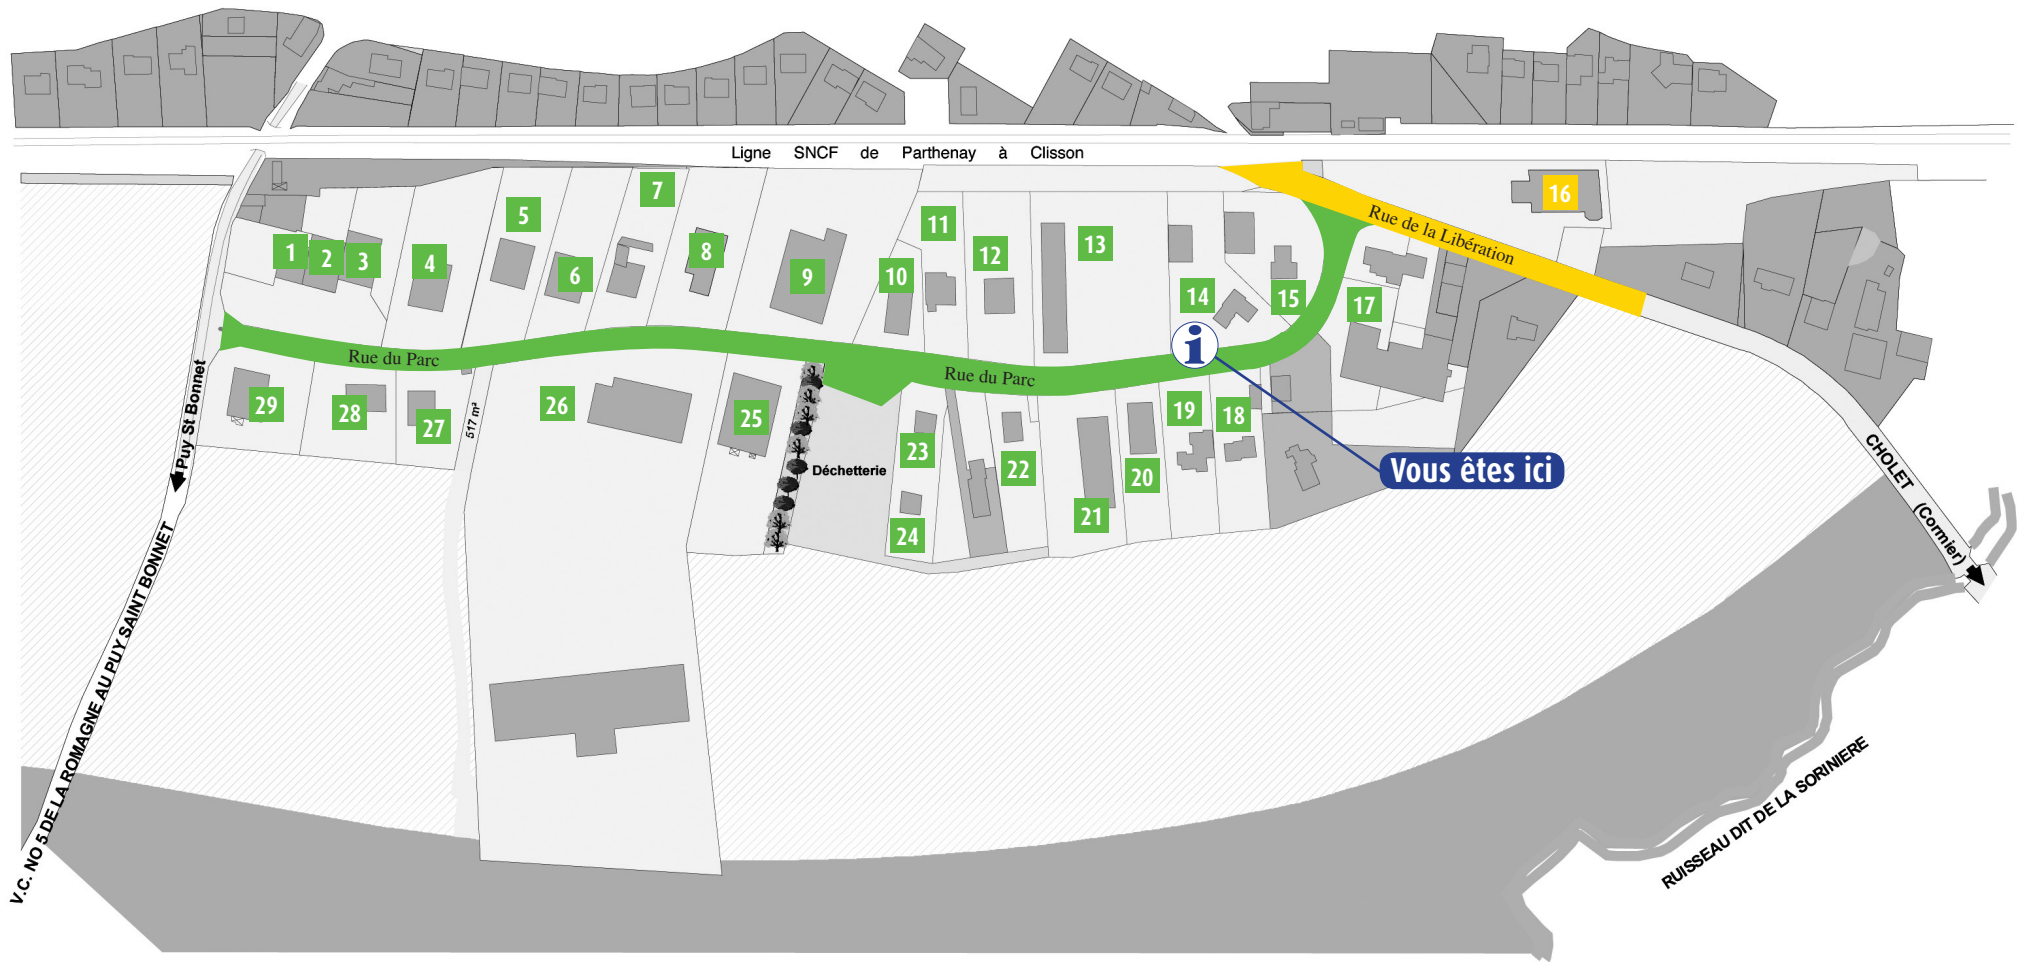 Ligne SNCF de Parthenay à Clisson
7
16
5
11
Rue de la Libération
1
2
3
4
8
12
13
6
9
10
14
15
17
i
Rue du Parc
Rue du Parc
Puy St Bonnet
29
28
27
517 m²
26
25
Déchetterie
23
22
20
19
18
21
24
Vous êtes ici
CHOLET (Cormier)
V.C. NO 5 DE LA ROMAGNE AU PUY SAINT BONNET
RUISSEAU DIT DE LA SORINIERE